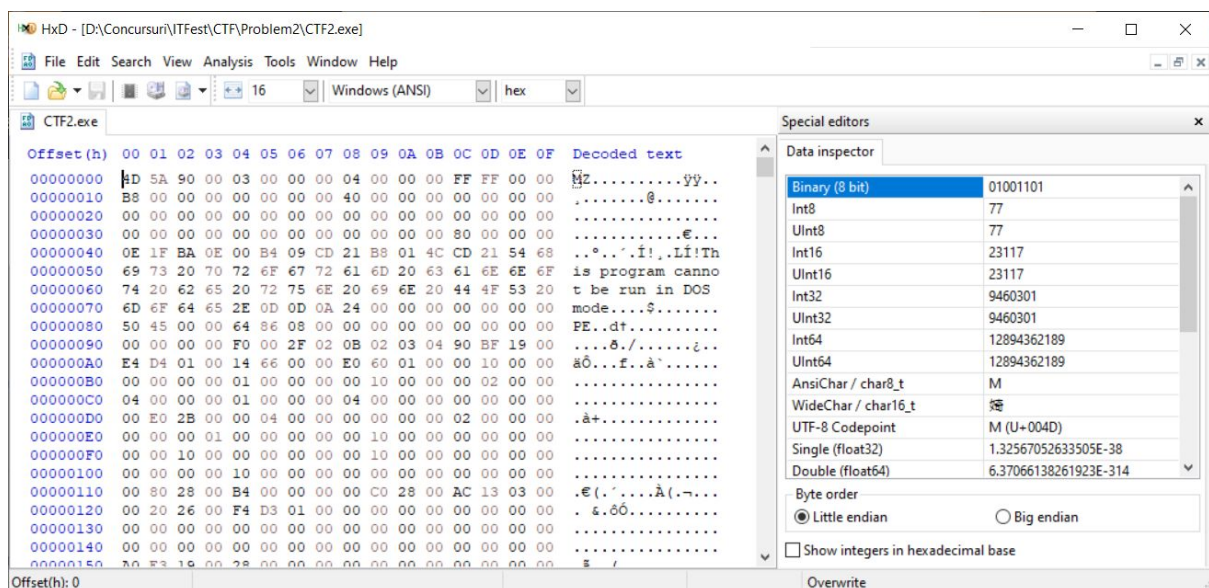 HxD - [D:\Concursuri\ITFest\CTF\Problem2\CTF2.exe]
File Edit Search View Analysis Tools Window Help
16 Windows (ANSI) hex
CTF2.exe
Special editors
Data inspector
Offset(h) 00 01 02 03 04 05 06 07 08 09 0A 0B 0C 0D 0E 0F Decoded text
00000000 4D 5A 90 00 03 00 00 00 04 00 00 00 FF FF 00 00 MZ..........ÿÿ..
00000010 B8 00 00 00 00 00 00 00 40 00 00 00 00 00 00 00 ¸.......@.......
00000020 00 00 00 00 00 00 00 00 00 00 00 00 00 00 00 00 ................
00000030 00 00 00 00 00 00 00 00 00 00 00 00 80 00 00 00 ............€...
00000040 0E 1F BA 0E 00 B4 09 CD 21 B8 01 4C CD 21 54 68 ..º..´.Í!¸.LÍ!Th
00000050 69 73 20 70 72 6F 67 72 61 6D 20 63 61 6E 6E 6F is program canno
00000060 74 20 62 65 20 72 75 6E 20 69 6E 20 44 4F 53 20 t be run in DOS
00000070 6D 6F 64 65 2E 0D 0D 0A 24 00 00 00 00 00 00 00 mode....$.......
00000080 50 45 00 00 64 86 08 00 00 00 00 00 00 00 00 00 PE..d†..........
00000090 00 00 00 00 F0 00 2F 02 0B 02 03 04 90 BF 19 00 ....ð./......¿..
000000A0 E4 D4 01 00 14 66 00 00 E0 60 01 00 00 10 00 00 äÔ...f..à`......
000000B0 00 00 00 00 01 00 00 00 00 10 00 00 00 02 00 00 ................
000000C0 04 00 00 00 01 00 00 00 04 00 00 00 00 00 00 00 ................
000000D0 00 E0 2B 00 00 04 00 00 00 00 00 00 02 00 00 00 .à+.............
000000E0 00 00 00 01 00 00 00 00 00 10 00 00 00 00 00 00 ................
000000F0 00 00 10 00 00 00 00 00 00 10 00 00 00 00 00 00 ................
00000100 00 00 00 00 10 00 00 00 00 00 00 00 00 00 00 00 ................
00000110 00 80 28 00 B4 00 00 00 00 C0 28 00 AC 13 03 00 .€(.´....À(.¬...
00000120 00 20 26 00 F4 D3 01 00 00 00 00 00 00 00 00 00 . &.ôÓ..........
00000130 00 00 00 00 00 00 00 00 00 00 00 00 00 00 00 00 ................
00000140 00 00 00 00 00 00 00 00 00 00 00 00 00 00 00 00 ................
Binary (8 bit) 01001101
Int8 77
UInt8 77
Int16 23117
UInt16 23117
Int32 9460301
UInt32 9460301
Int64 12894362189
UInt64 12894362189
AnsiChar / char8_t M
WideChar / char16_t
UTF-8 Codepoint M (U+004D)
Single (float32) 1.32567052633505E-38
Double (float64) 6.37066138261923E-314
Byte order
Little endian Big endian
Show integers in hexadecimal base
Offset(h): 0 Overwrite